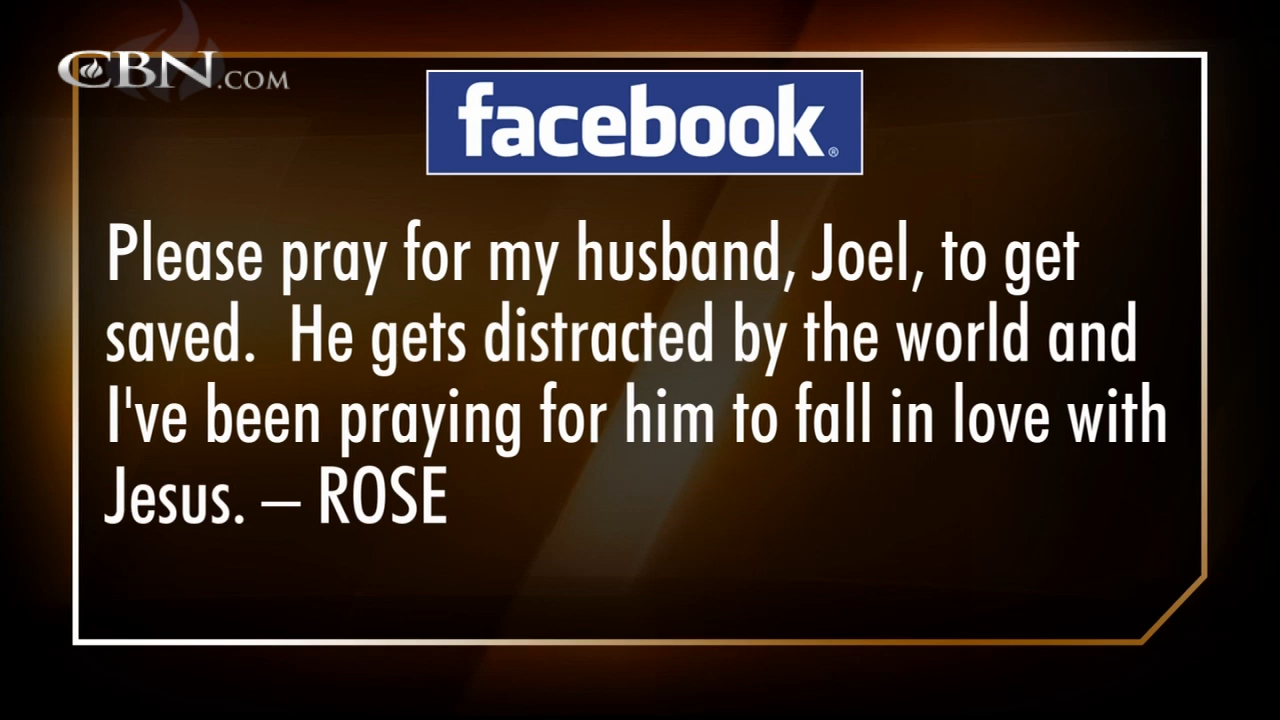 CBN.COM
facebook®
Please pray for my husband, Joel, to get
saved.  He gets distracted by the world and
I've been praying for him to fall in love with
Jesus. – ROSE